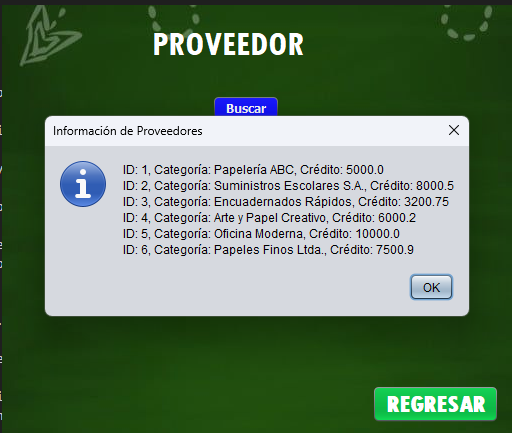 PROVEEDOR
Buscar
Información de Proveedores
ID: 1, Categoría: Papelería ABC, Crédito: 5000.0
ID: 2, Categoría: Suministros Escolares S.A., Crédito: 8000.5
ID: 3, Categoría: Encuadernados Rápidos, Crédito: 3200.75
ID: 4, Categoría: Arte y Papel Creativo, Crédito: 6000.2
ID: 5, Categoría: Oficina Moderna, Crédito: 10000.0
ID: 6, Categoría: Papeles Finos Ltda., Crédito: 7500.9
OK
REGRESAR